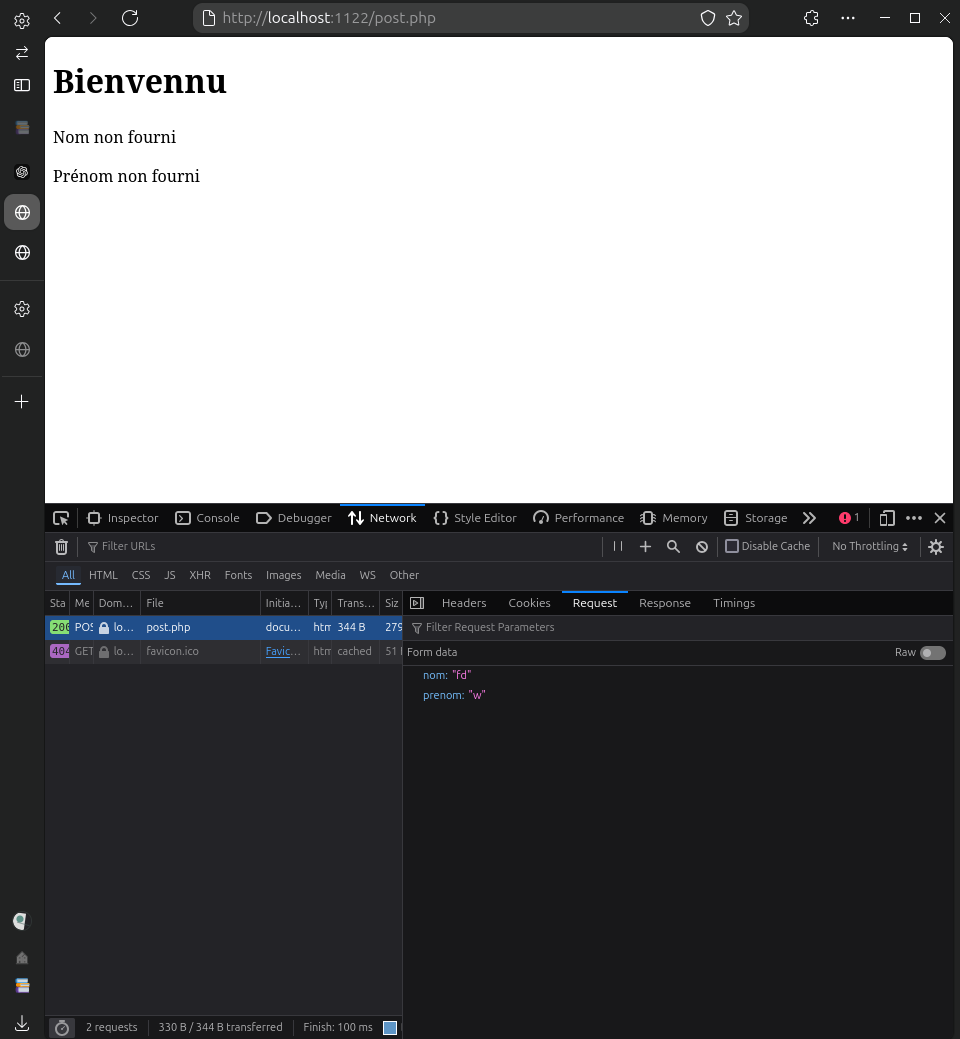 http://localhost:1122/post.php
Bienvennu
Nom non fourni
Prénom non fourni
Inspector Console Debugger Network Style Editor Performance Memory Storage 1
Filter URLs Disable Cache No Throttling
All HTML CSS JS XHR Fonts Images Media WS Other
Sta Me Dom... File Initia... Typ Trans... Siz
Headers Cookies Request Response Timings
200 POS lo... post.php docu... htm 344 B 279
Filter Request Parameters
404 GET lo... favicon.ico Favic... htm cached 51
Form data Raw
nom: "fd"
prenom: "w"
2 requests 330 B / 344 B transferred Finish: 100 ms